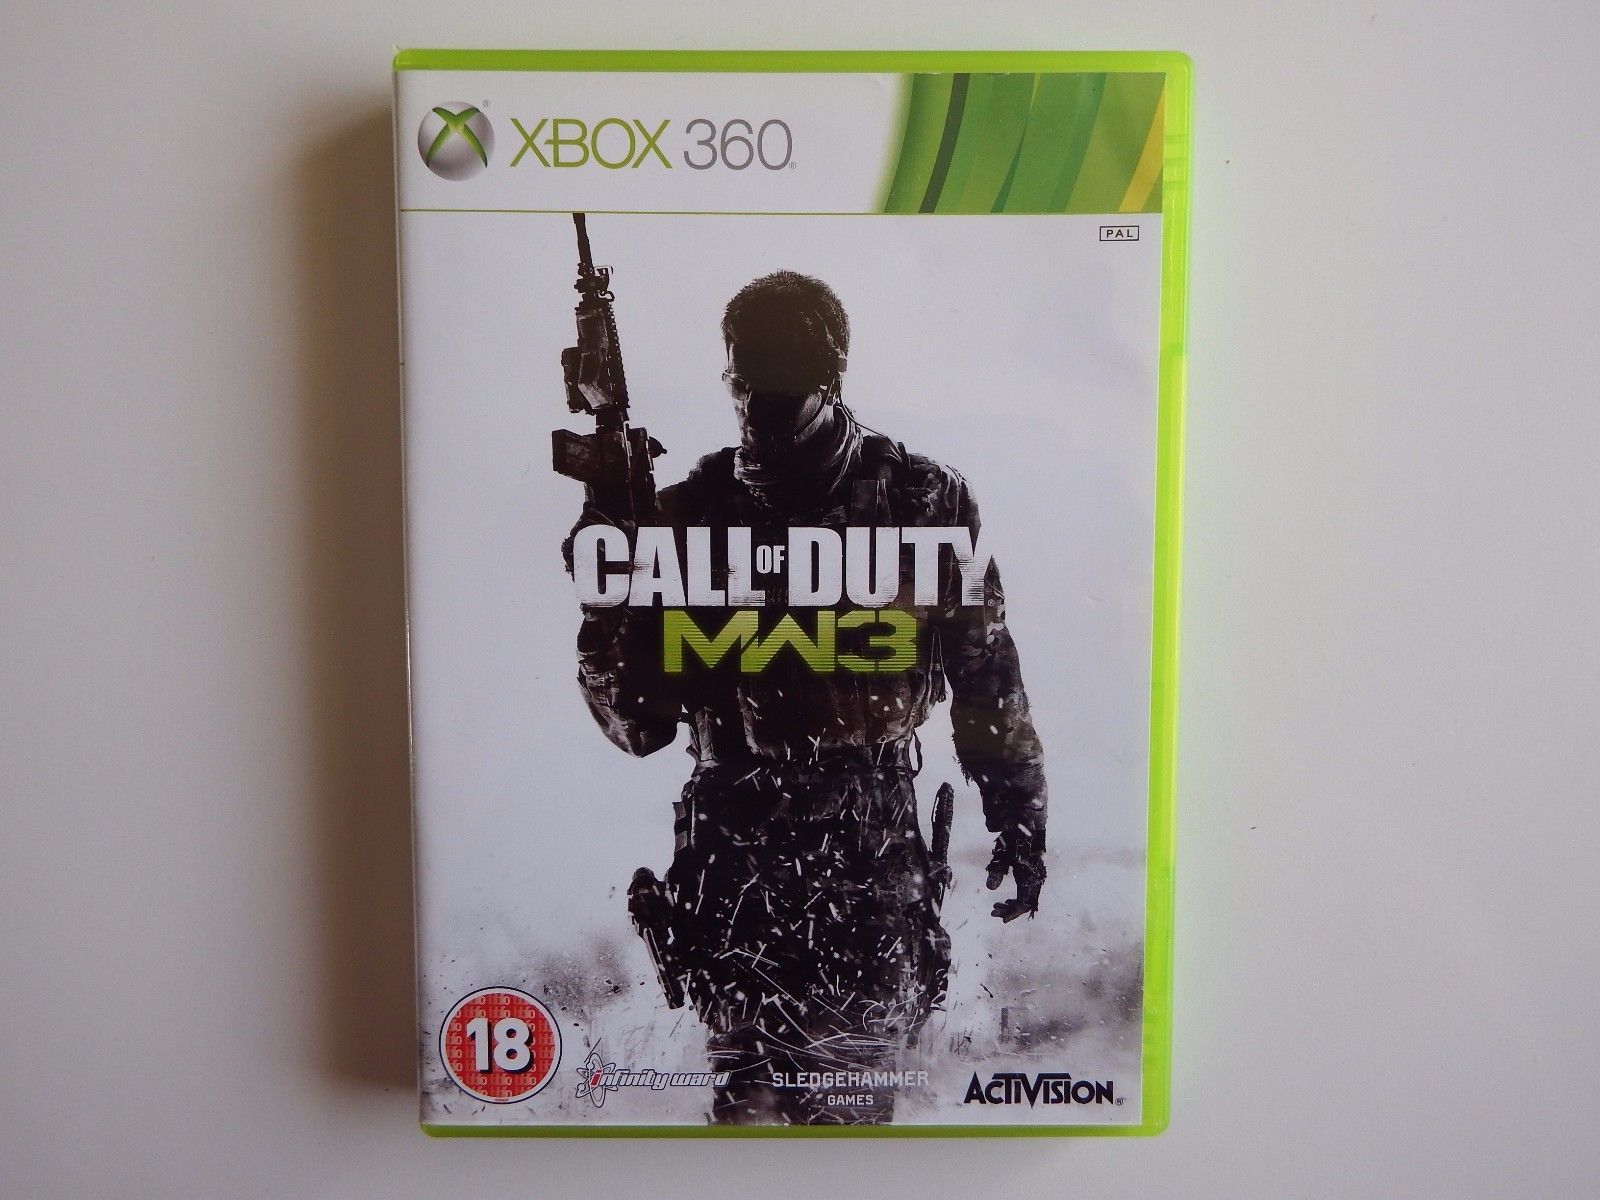 XBOX 360
PAL
CALL OF DUTY
MW3
18
infinity ward
SLEDGEHAMMER
GAMES
ACTIVISION